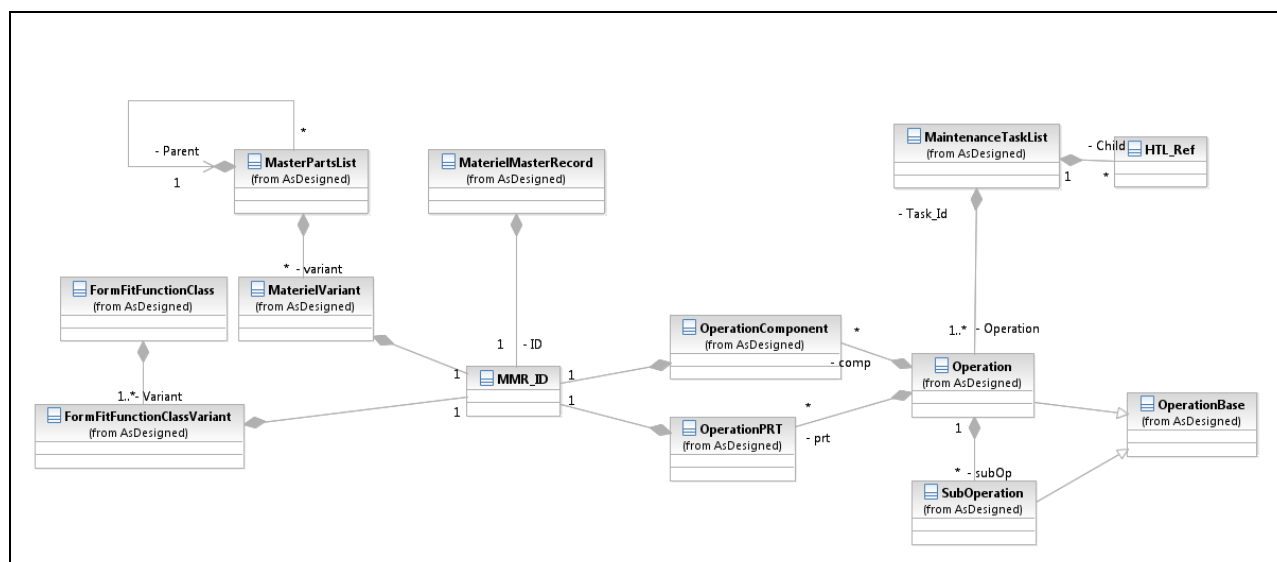 *
- Parent
1
MasterPartsList
(from AsDesigned)
MaterielMasterRecord
(from AsDesigned)
MaintenanceTaskList
(from AsDesigned)
- Child
1
*
HTL_Ref
- Task_Id
* - variant
FormFitFunctionClass
(from AsDesigned)
MaterielVariant
(from AsDesigned)
1 - ID
OperationComponent
(from AsDesigned)
*
- comp
1..* - Operation
Operation
(from AsDesigned)
1
1
MMR_ID
1
1
1..*- Variant
FormFitFunctionClassVariant
(from AsDesigned)
OperationPRT
(from AsDesigned)
*
- prt
OperationBase
(from AsDesigned)
1
* - subOp
SubOperation
(from AsDesigned)